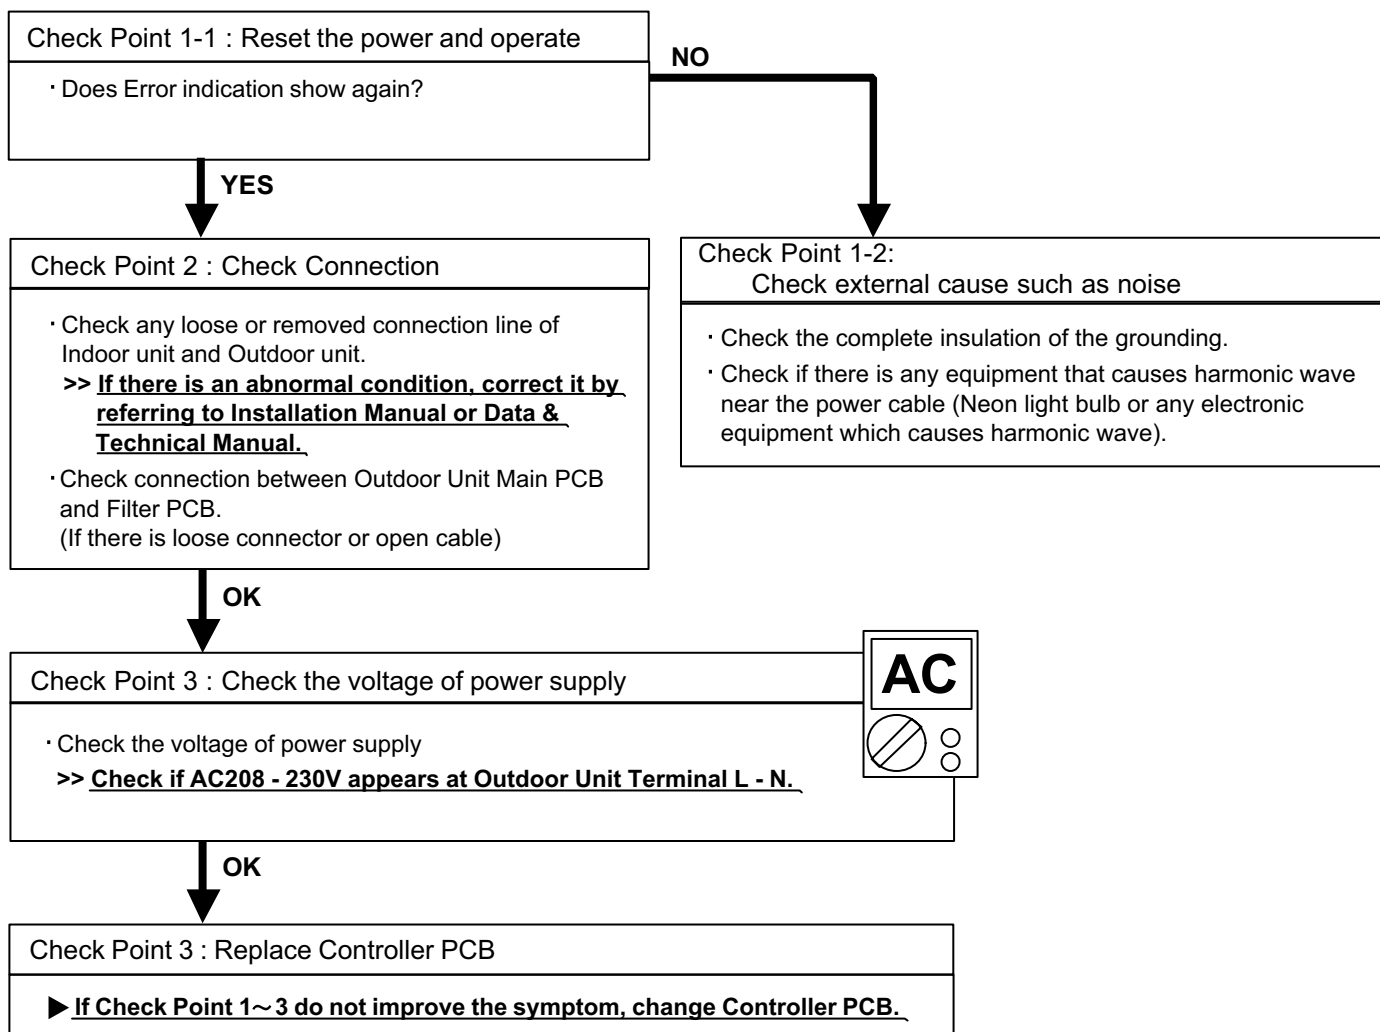 Check Point 1-1 : Reset the power and operate
· Does Error indication show again?
NO
YES
Check Point 2 : Check Connection
· Check any loose or removed connection line of
Indoor unit and Outdoor unit.
>> If there is an abnormal condition, correct it by
referring to Installation Manual or Data &
Technical Manual.
· Check connection between Outdoor Unit Main PCB
and Filter PCB.
(If there is loose connector or open cable)
Check Point 1-2:
Check external cause such as noise
· Check the complete insulation of the grounding.
· Check if there is any equipment that causes harmonic wave
near the power cable (Neon light bulb or any electronic
equipment which causes harmonic wave).
OK
Check Point 3 : Check the voltage of power supply
AC
· Check the voltage of power supply
>> Check if AC208 - 230V appears at Outdoor Unit Terminal L - N.
OK
Check Point 3 : Replace Controller PCB
▶ If Check Point 1~3 do not improve the symptom, change Controller PCB.